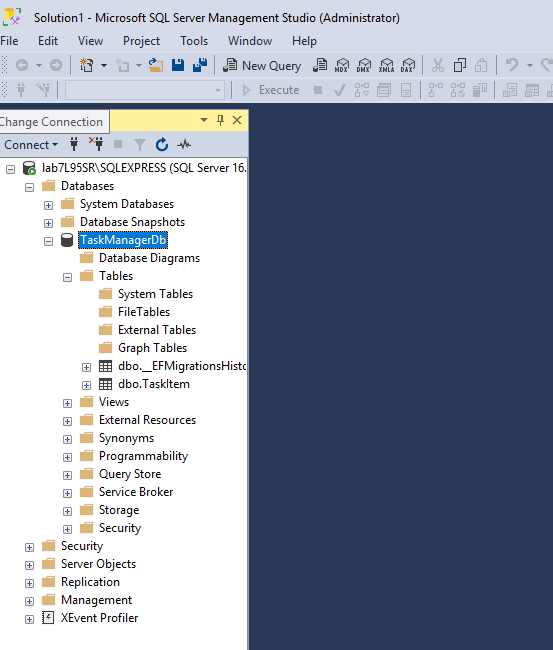 Solution1 - Microsoft SQL Server Management Studio (Administrator)
File Edit View Project Tools Window Help
New Query MDX DMX XMLA DAX
Execute
Change Connection
Connect
lab7L95SR\SQLEXPRESS (SQL Server 16.
Databases
System Databases
Database Snapshots
TaskManagerDb
Database Diagrams
Tables
System Tables
FileTables
External Tables
Graph Tables
dbo.__EFMigrationsHisto
dbo.TaskItem
Views
External Resources
Synonyms
Programmability
Query Store
Service Broker
Storage
Security
Security
Server Objects
Replication
Management
XEvent Profiler